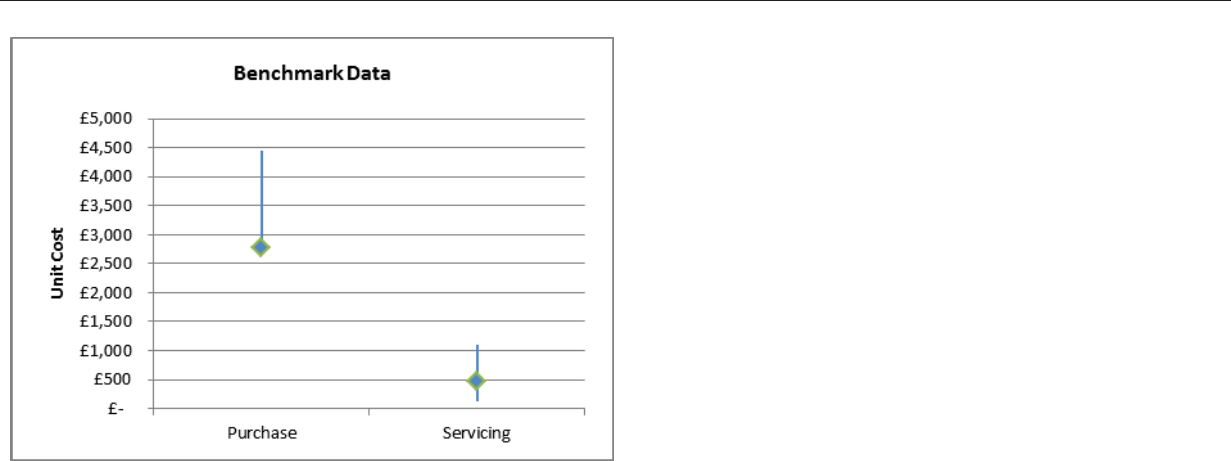 Benchmark Data
£5,000
£4,500
£4,000
£3,500
£3,000
£2,500
£2,000
£1,500
£1,000
£500
£-
Unit Cost
Purchase
Servicing